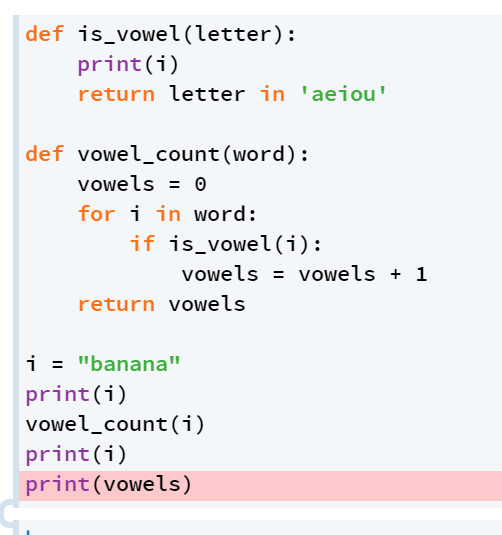 def is_vowel(letter):
    print(i)
    return letter in 'aeiou'

def vowel_count(word):
    vowels = 0
    for i in word:
        if is_vowel(i):
            vowels = vowels + 1
    return vowels

i = "banana"
print(i)
vowel_count(i)
print(i)
print(vowels)